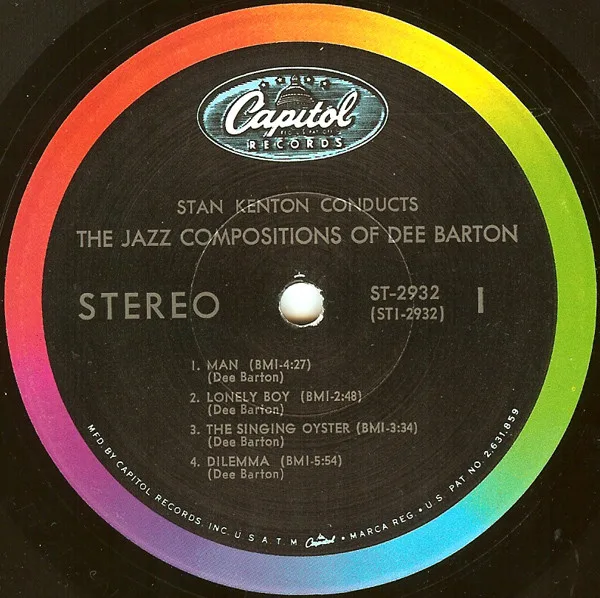 Capitol
RECORDS
STAN KENTON CONDUCTS
THE JAZZ COMPOSITIONS OF DEE BARTON
STEREO
ST-2932
(ST1-2932)
1
1. MAN (BMI-4:27)
(Dee Barton)
2. LONELY BOY (BMI-2:48)
(Dee Barton)
3. THE SINGING OYSTER (BMI-3:34)
(Dee Barton)
4. DILEMMA (BMI-5:54)
(Dee Barton)
MFD. BY CAPITOL RECORDS, INC. U.S.A. T.M. Capitol • MARCA REG. • U.S. PAT NO. 2,631,859